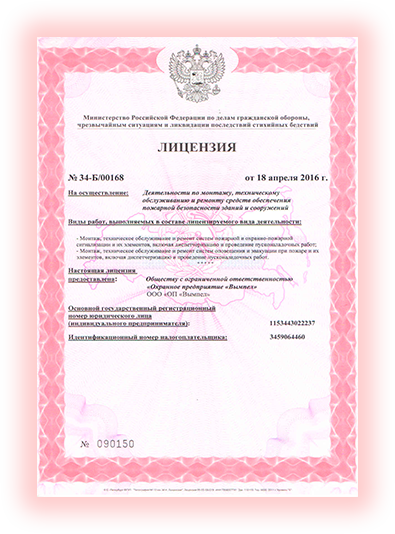 Министерство Российской Федерации по делам гражданской обороны,
чрезвычайным ситуациям и ликвидации последствий стихийных бедствий
ЛИЦЕНЗИЯ
№ 34-Б/00168 от 18 апреля 2016 г.
На осуществление: Деятельности по монтажу, техническому
обслуживанию и ремонту средств обеспечения
пожарной безопасности зданий и сооружений
Виды работ, выполняемых в составе лицензируемого вида деятельности:
- Монтаж, техническое обслуживание и ремонт систем пожарной и охранно-пожарной
сигнализации и их элементов, включая диспетчеризацию и проведение пусконаладочных работ;
- Монтаж, техническое обслуживание и ремонт систем оповещения и эвакуации при пожаре и их
элементов, включая диспетчеризацию и проведение пусконаладочных работ.
*****
Настоящая лицензия
предоставлена: Обществу с ограниченной ответственностью
«Охранное предприятие «Вымпел»
ООО «ОП «Вымпел»
Основной государственный регистрационный
номер юридического лица
(индивидуального предпринимателя): 1153443022237
Идентификационный номер налогоплательщика: 3459064460
№ 090150